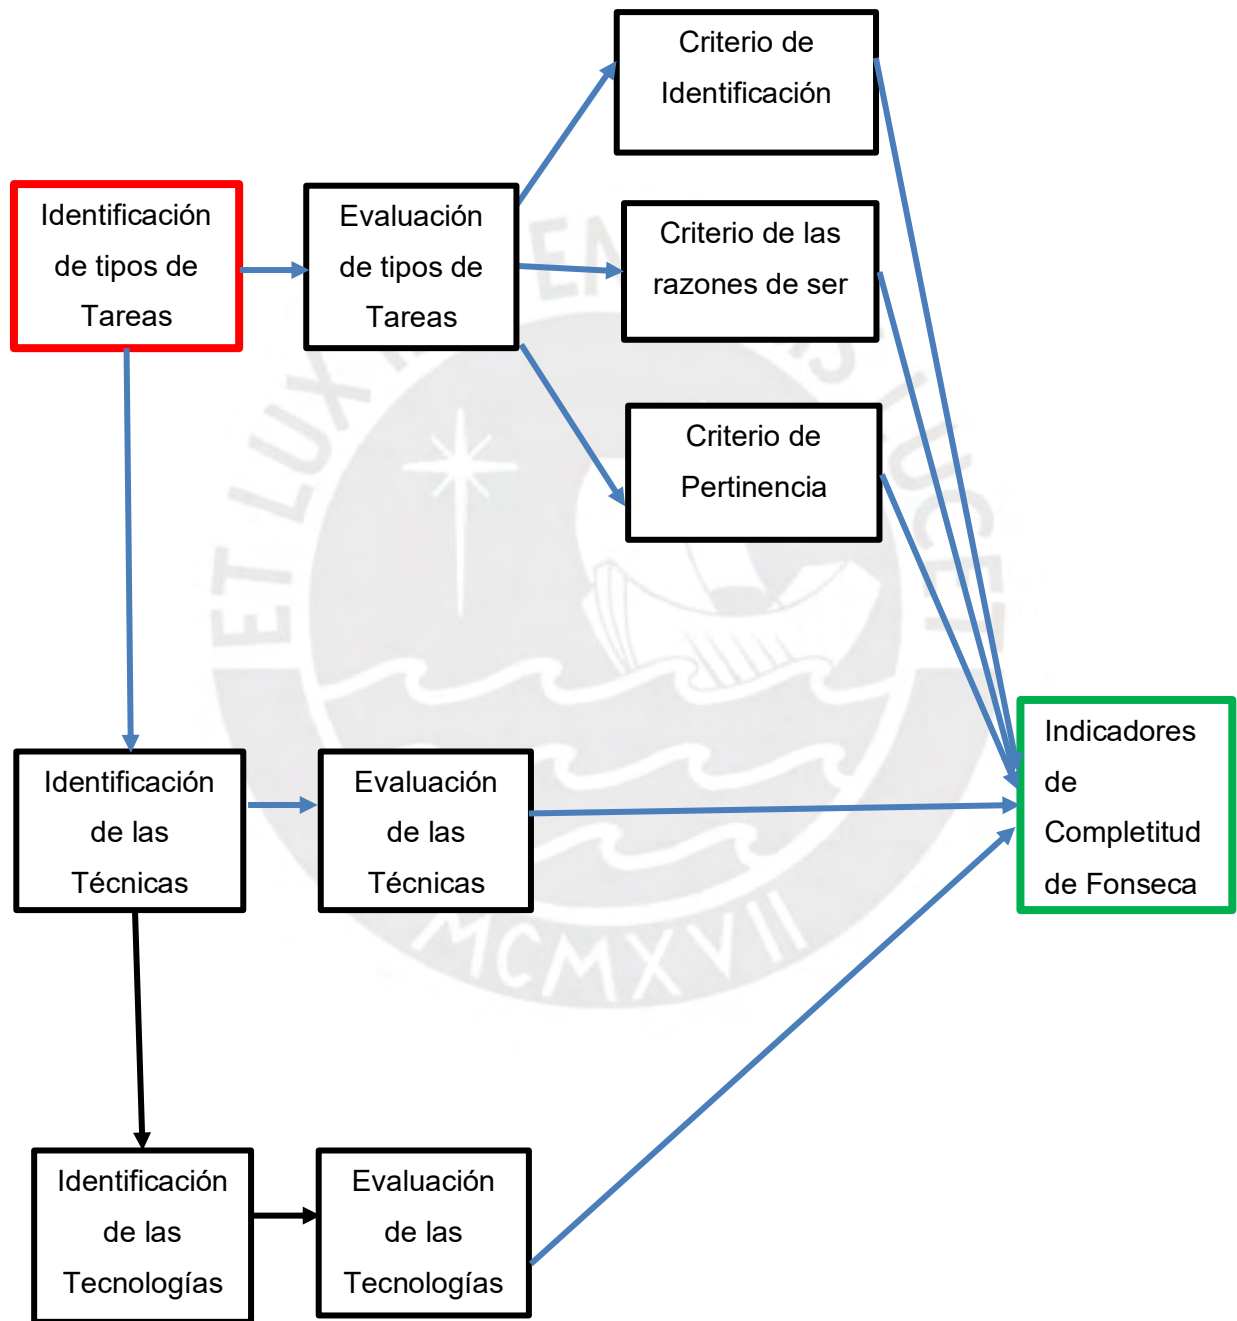 Criterio de
Identificación
Identificación
de tipos de
Tareas
Evaluación
de tipos de
Tareas
Criterio de las
razones de ser
Criterio de
Pertinencia
Identificación
de las
Técnicas
Evaluación
de las
Técnicas
Indicadores
de
Completitud
de Fonseca
Identificación
de las
Tecnologías
Evaluación
de las
Tecnologías
MCMXVII